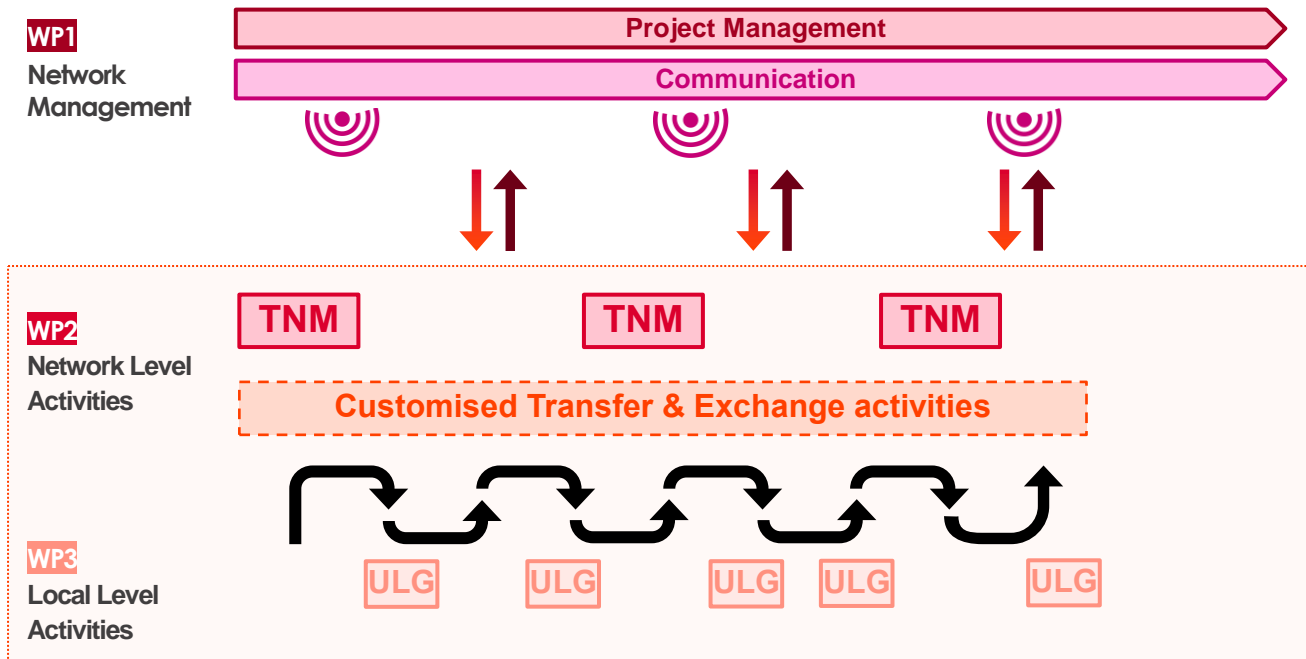 WP1
Network
Management
Project Management
Communication
WP2
Network Level
Activities
TNM
TNM
TNM
Customised Transfer & Exchange activities
WP3
Local Level
Activities
ULG
ULG
ULG
ULG
ULG